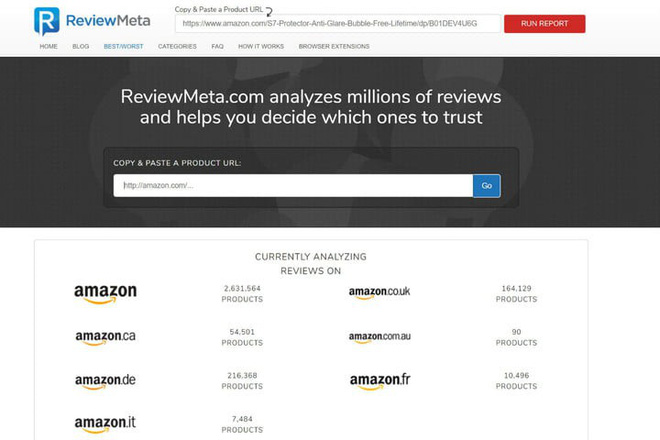 ReviewMeta
Copy & Paste a Product URL
https://www.amazon.com/S7-Protector-Anti-Glare-Bubble-Free-Lifetime/dp/B01DEV4U6G
RUN REPORT
HOME BLOG BEST/WORST CATEGORIES FAQ HOW IT WORKS BROWSER EXTENSIONS
ReviewMeta.com analyzes millions of reviews
and helps you decide which ones to trust
COPY & PASTE A PRODUCT URL:
http://amazon.com/...
Go
CURRENTLY ANALYZING
REVIEWS ON
amazon 2,631,564 PRODUCTS
amazon.co.uk 164,129 PRODUCTS
amazon.ca 54,501 PRODUCTS
amazon.com.au 90 PRODUCTS
amazon.de 216,368 PRODUCTS
amazon.fr 10,496 PRODUCTS
amazon.it 7,484 PRODUCTS